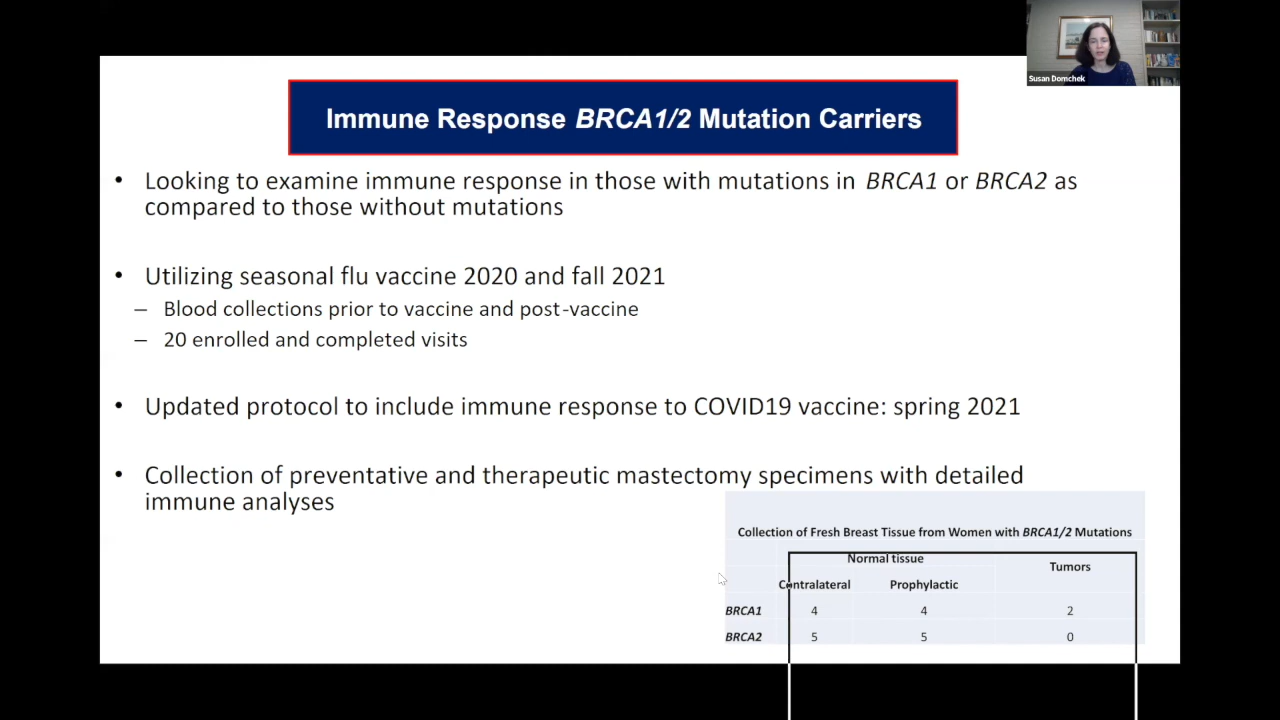 Susan Domchek
Immune Response BRCA1/2 Mutation Carriers
• Looking to examine immune response in those with mutations in BRCA1 or BRCA2 as
compared to those without mutations
• Utilizing seasonal flu vaccine 2020 and fall 2021
– Blood collections prior to vaccine and post-vaccine
– 20 enrolled and completed visits
• Updated protocol to include immune response to COVID19 vaccine: spring 2021
• Collection of preventative and therapeutic mastectomy specimens with detailed
immune analyses
Collection of Fresh Breast Tissue from Women with BRCA1/2 Mutations
Normal tissue
Tumors
Contralateral Prophylactic
BRCA1 4 4 2
BRCA2 5 5 0